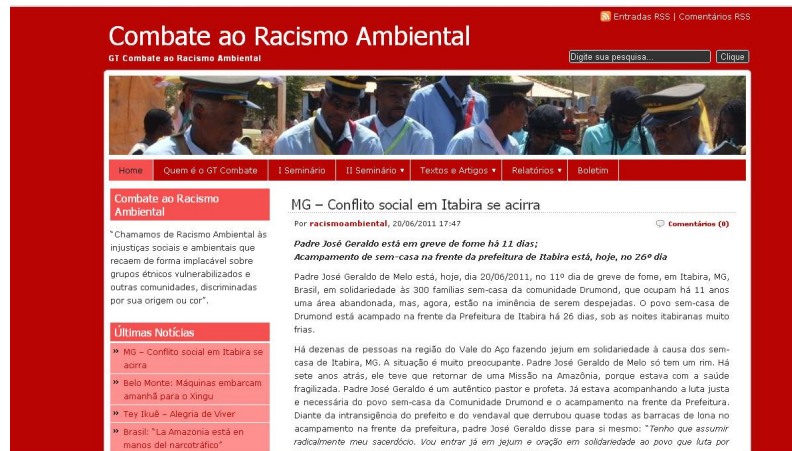 Entradas RSS | Comentários RSS
Combate ao Racismo Ambiental
GT Combate ao Racismo Ambiental
Digite sua pesquisa... Clique
Home Quem é o GT Combate I Seminário II Seminário ▾ Textos e Artigos ▾ Relatórios ▾ Boletim
Combate ao Racismo
Ambiental
"Chamamos de Racismo Ambiental às
injustiças sociais e ambientais que
recaem de forma implacável sobre
grupos étnicos vulnerabilizados e
outras comunidades, discriminadas
por sua origem ou cor".
Últimas Notícias
» MG – Conflito social em Itabira se
acirra
» Belo Monte: Máquinas embarcam
amanhã para o Xingu
» Tey Ikuê – Alegria de Viver
» Brasil: "La Amazonia está en
manos del narcotráfico"
MG – Conflito social em Itabira se acirra
Por racismoambiental, 20/06/2011 17:47 Comentários (0)
Padre José Geraldo está em greve de fome há 11 dias;
Acampamento de sem-casa na frente da prefeitura de Itabira está, hoje, no 26º dia
Padre José Geraldo de Melo está, hoje, dia 20/06/2011, no 11º dia de greve de fome, em Itabira, MG,
Brasil, em solidariedade às 300 famílias sem-casa da comunidade Drumond, que ocupam há 11 anos
uma área abandonada, mas, agora, estão na iminência de serem despejadas. O povo sem-casa de
Drumond está acampado na frente da Prefeitura de Itabira há 26 dias, sob as noites itabiranas muito
frias.
Há dezenas de pessoas na região do Vale do Aço fazendo jejum em solidariedade à causa dos sem-
casa de Itabira, MG. A situação é muito preocupante. Padre José Geraldo de Melo só tem um rim. Há
sete anos atrás, ele teve que retornar de uma Missão na Amazônia, porque estava com a saúde
fragilizada. Padre José Geraldo é um autêntico pastor e profeta. Já estava acompanhando a luta justa
e necessária do povo sem-casa da Comunidade Drumond e o acampamento na frente da Prefeitura.
Diante da intransigência do prefeito e do vendaval que derrubou quase todas as barracas de lona no
acampamento na frente da prefeitura, padre José Geraldo disse para si mesmo: "Tenho que assumir
radicalmente meu sacerdócio. Vou entrar já em jejum e oração em solidariedade ao povo que luta por